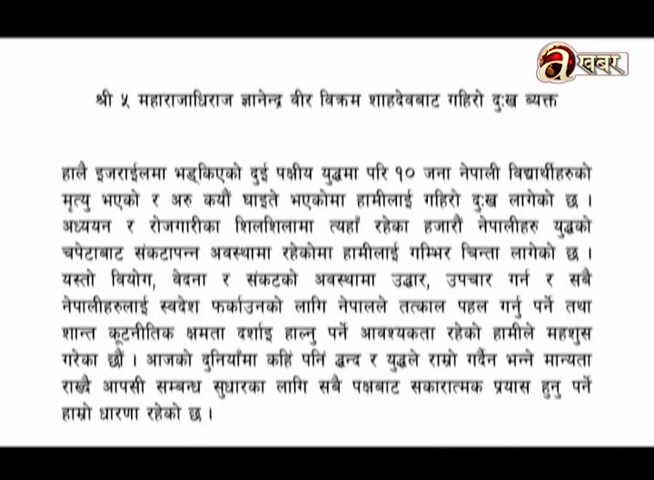 a खबर
श्री ५ महाराजाधिराज ज्ञानेन्द्र वीर विक्रम शाहदेवबाट गहिरो दुःख ब्यक्त
हालै इजराईलमा भड्किएको दुई पक्षीय युद्धमा परि १० जना नेपाली विद्यार्थीहरुको
मृत्यु भएको र अरु कयौं घाइते भएकोमा हामीलाई गहिरो दुःख लागेको छ ।
अध्ययन र रोजगारीका शिलशिलामा त्यहाँ रहेका हजारौं नेपालीहरु युद्धको
चपेटाबाट संकटापन्न अवस्थामा रहेकोमा हामीलाई गम्भिर चिन्ता लागेको छ ।
यस्तो वियोग, वेदना र संकटको अवस्थामा उद्धार, उपचार गर्न र सबै
नेपालीहरुलाई स्वदेश फर्काउनको लागि नेपालले तत्काल पहल गर्नु पर्ने तथा
शान्त कूटनीतिक क्षमता दर्शाइ हाल्नु पर्ने आवश्यकता रहेको हामीले महशुस
गरेका छौं । आजको दुनियाँमा कहिं पनि द्वन्द र युद्धले राम्रो गर्दैन भन्ने मान्यता
राख्दै आपसी सम्बन्ध सुधारका लागि सबै पक्षबाट सकारात्मक प्रयास हुनु पर्ने
हाम्रो धारणा रहेको छ ।